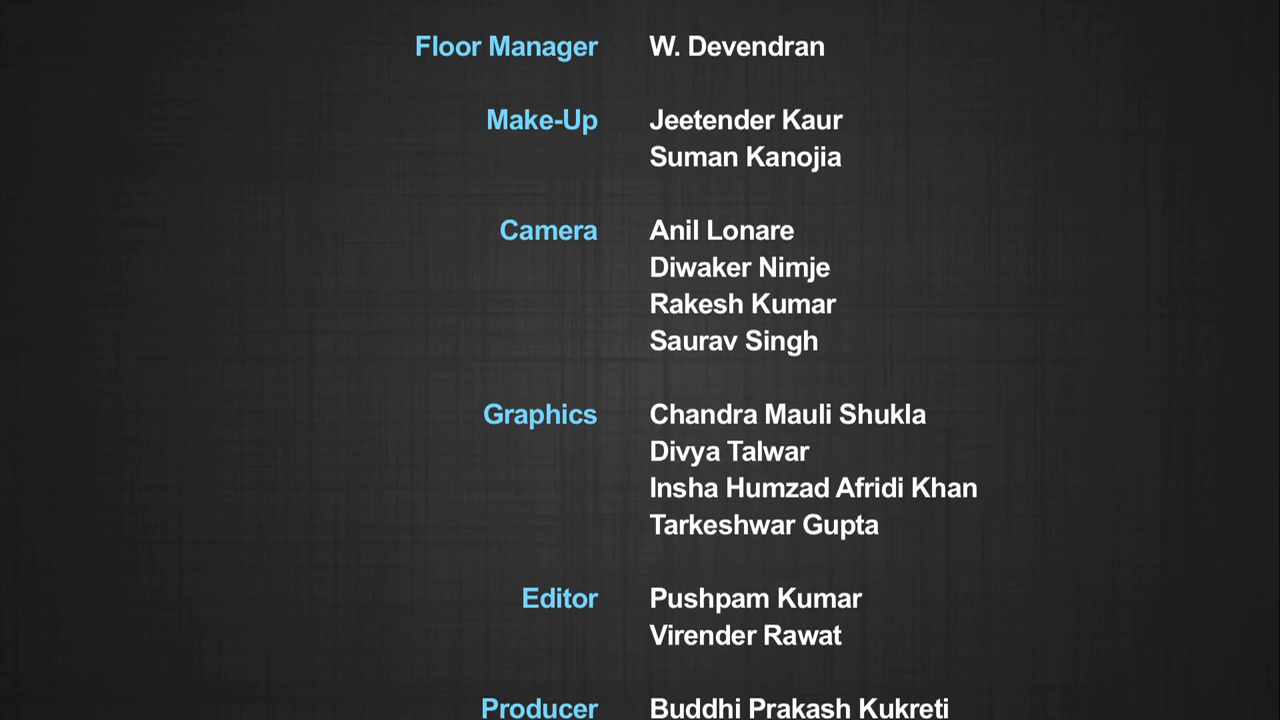 Floor Manager W. Devendran
Make-Up Jeetender Kaur
Suman Kanojia
Camera Anil Lonare
Diwaker Nimje
Rakesh Kumar
Saurav Singh
Graphics Chandra Mauli Shukla
Divya Talwar
Insha Humzad Afridi Khan
Tarkeshwar Gupta
Editor Pushpam Kumar
Virender Rawat
Producer Buddhi Prakash Kukreti